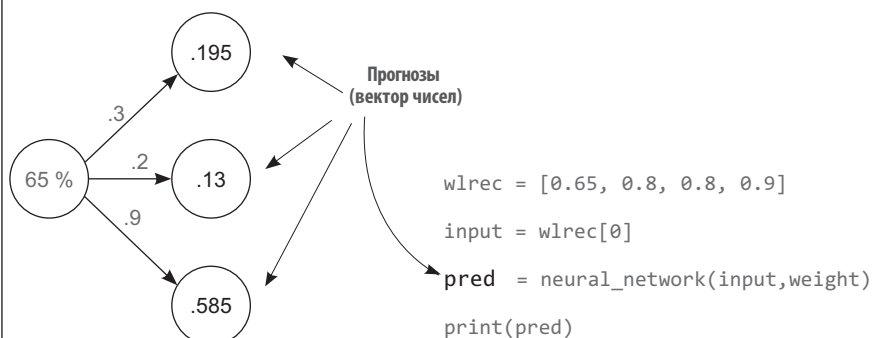 .195
Прогнозы
(вектор чисел)
.3
.2
65 %
.13
.9
.585
wlrec = [0.65, 0.8, 0.8, 0.9]
input = wlrec[0]
pred = neural_network(input,weight)
print(pred)